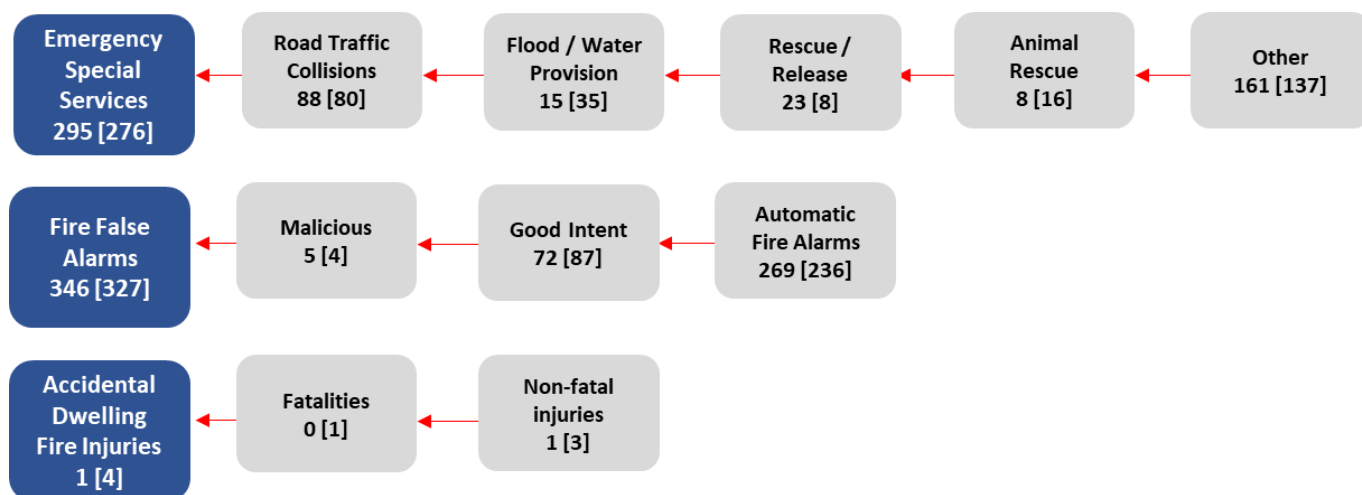 Emergency
Special
Services
295 [276]
Road Traffic
Collisions
88 [80]
Flood / Water
Provision
15 [35]
Rescue /
Release
23 [8]
Animal
Rescue
8 [16]
Other
161 [137]
Fire False
Alarms
346 [327]
Malicious
5 [4]
Good Intent
72 [87]
Automatic
Fire Alarms
269 [236]
Accidental
Dwelling
Fire Injuries
1 [4]
Fatalities
0 [1]
Non-fatal
injuries
1 [3]